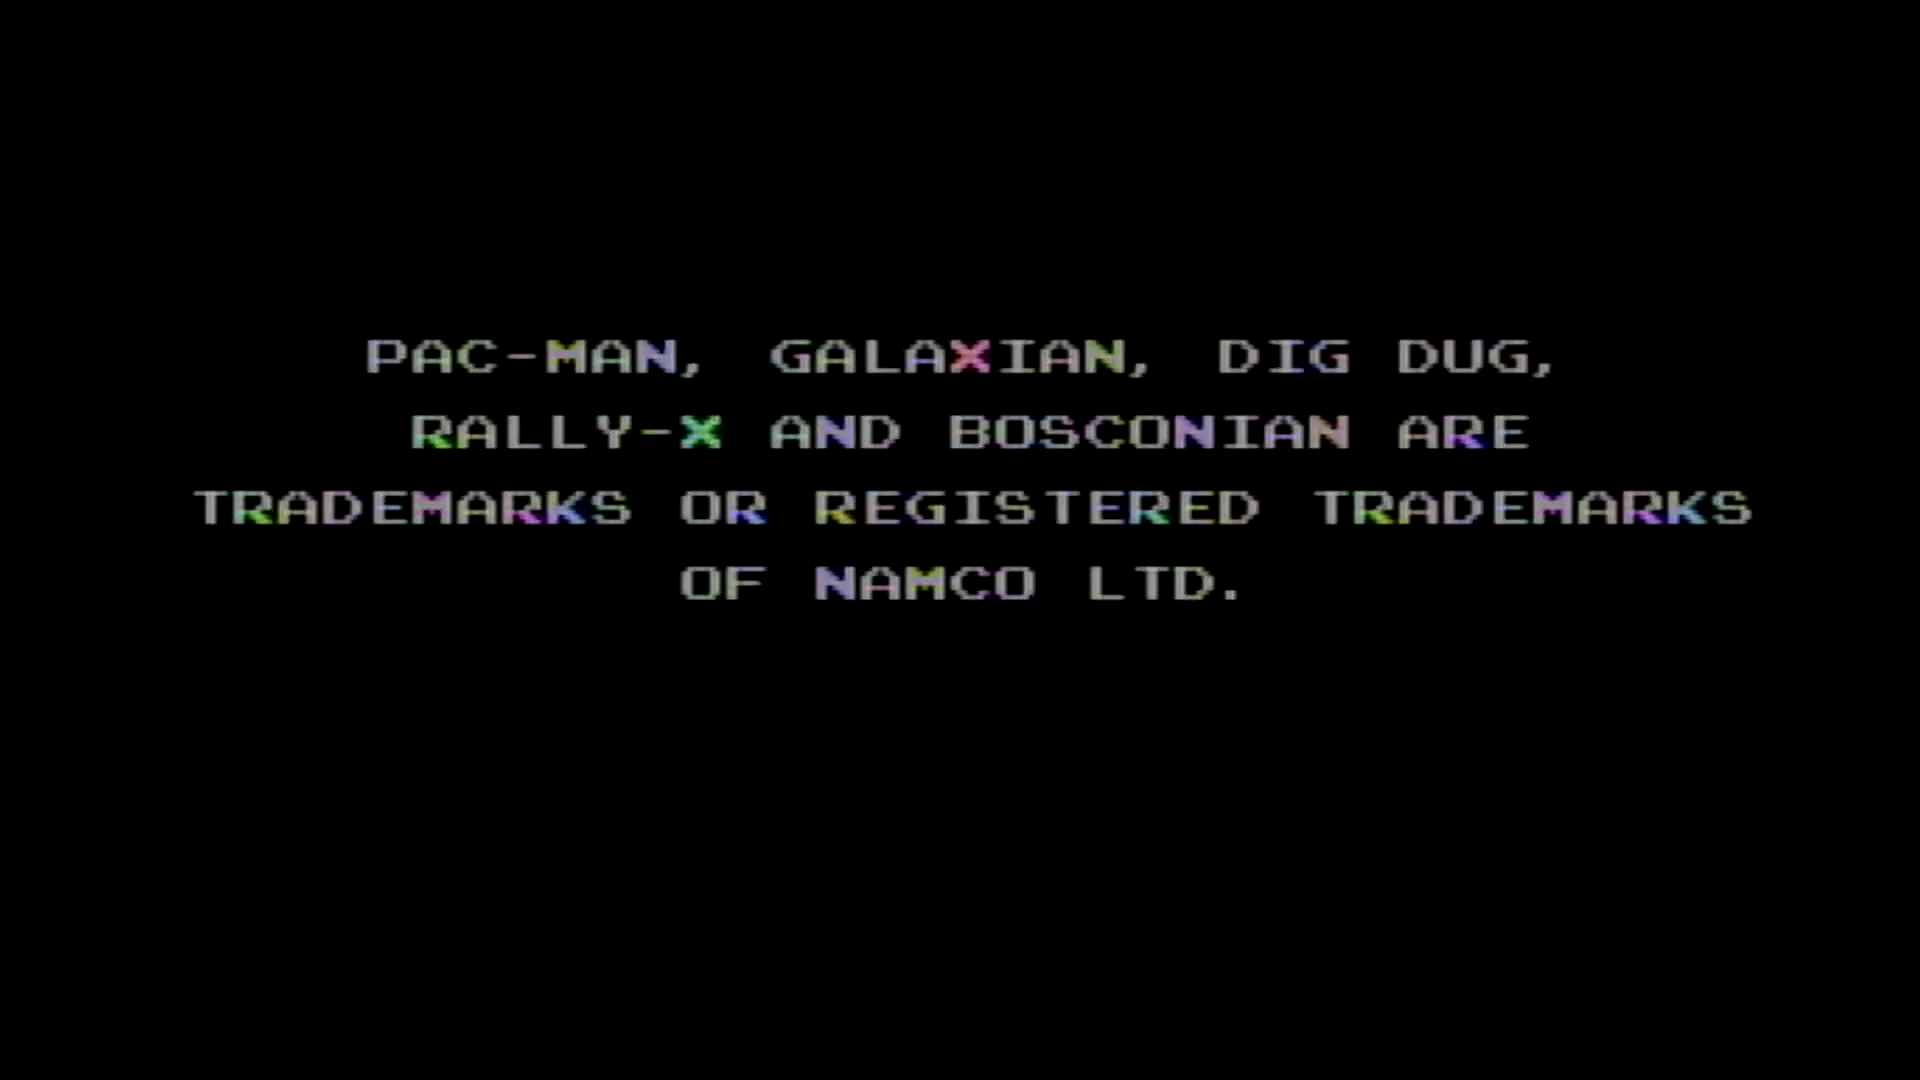 PAC-MAN, GALAXIAN, DIG DUG,
RALLY-X AND BOSCONIAN ARE
TRADEMARKS OR REGISTERED TRADEMARKS
OF NAMCO LTD.